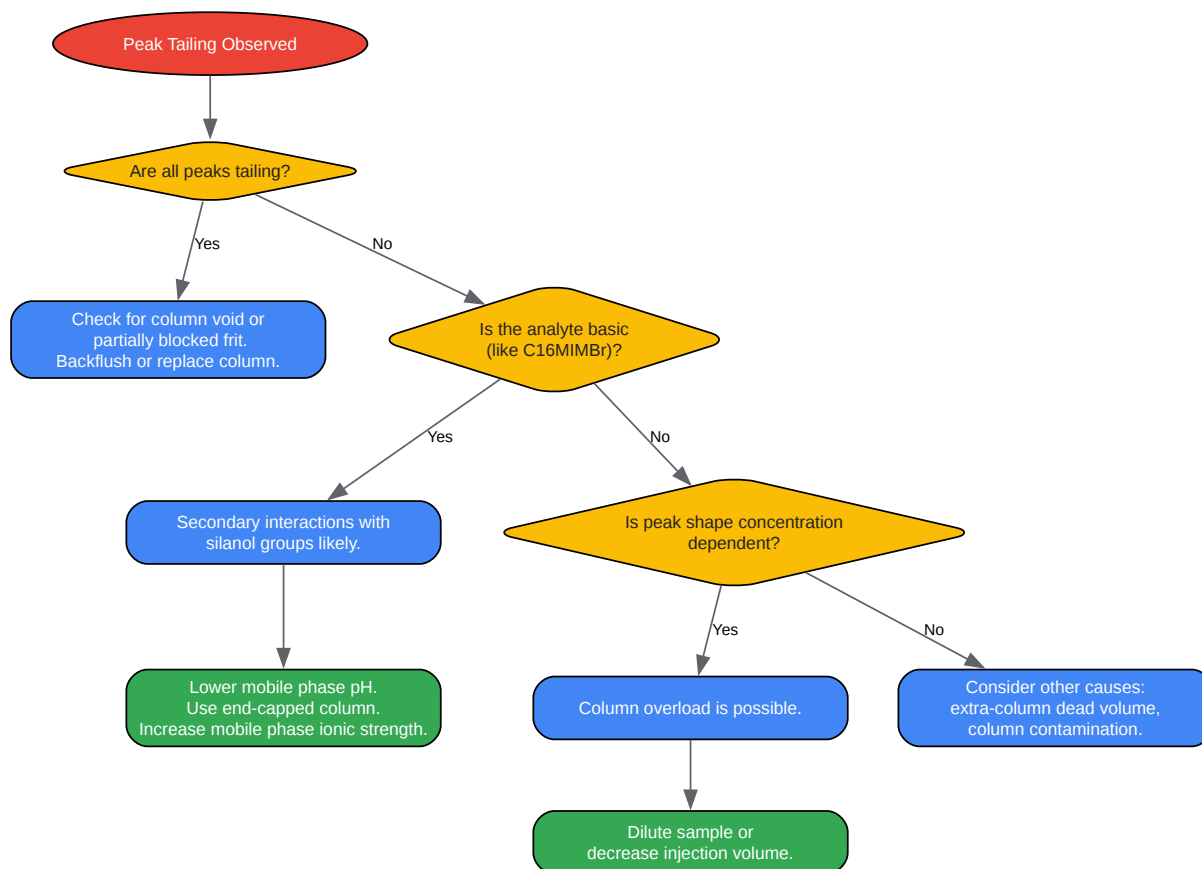 Peak Tailing Observed
Are all peaks tailing?
Yes
No
Check for column void or
partially blocked frit.
Backflush or replace column.
Is the analyte basic
(like C16MIMBr)?
Yes
No
Secondary interactions with
silanol groups likely.
Is peak shape concentration
dependent?
Yes
No
Lower mobile phase pH.
Use end-capped column.
Increase mobile phase ionic strength.
Column overload is possible.
Consider other causes:
extra-column dead volume,
column contamination.
Dilute sample or
decrease injection volume.